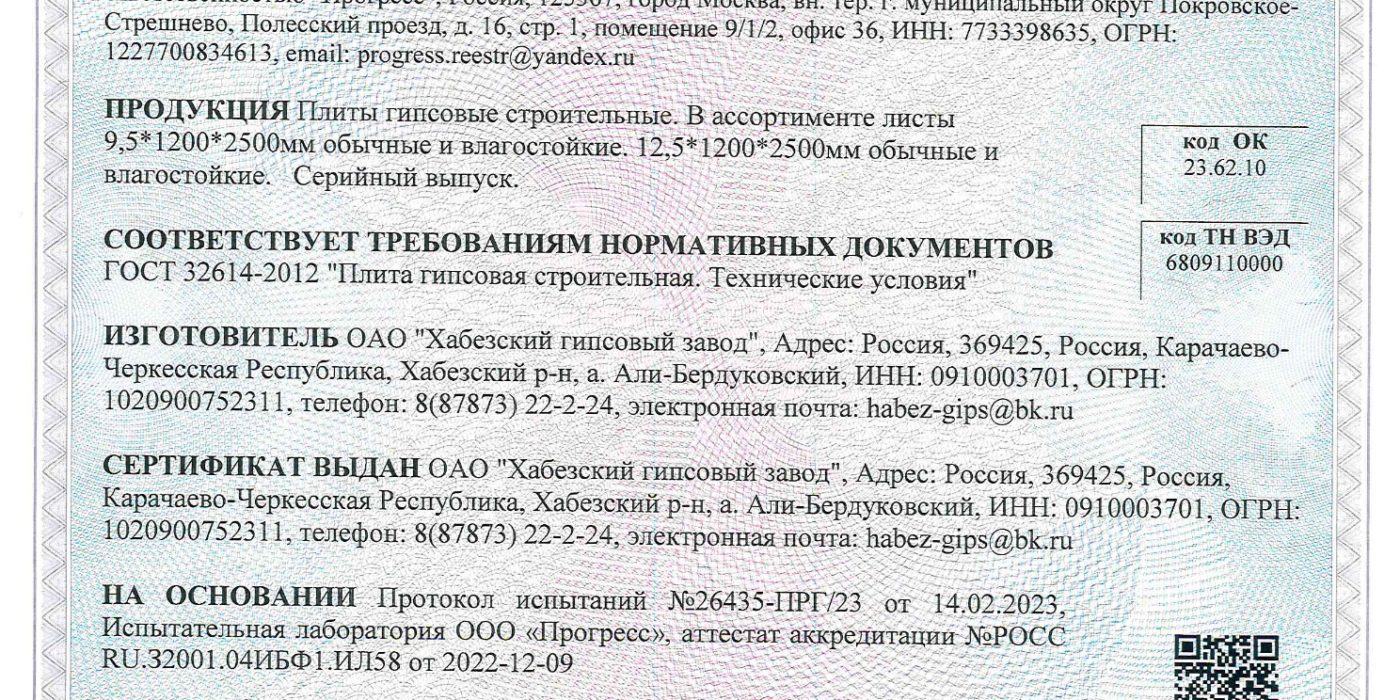 "Прогресс", Россия, 125367, город Москва, вн. тер. г. муниципальный округ Покровское-
Стрешнево, Полесский проезд, д. 16, стр. 1, помещение 9/1/2, офис 36, ИНН: 7733398635, ОГРН:
1227700834613, email: progress.reestr@yandex.ru
ПРОДУКЦИЯ Плиты гипсовые строительные. В ассортименте листы
9,5*1200*2500мм обычные и влагостойкие. 12,5*1200*2500мм обычные и
влагостойкие. Серийный выпуск.
код ОК
23.62.10
СООТВЕТСТВУЕТ ТРЕБОВАНИЯМ НОРМАТИВНЫХ ДОКУМЕНТОВ
ГОСТ 32614-2012 "Плита гипсовая строительная. Технические условия"
код ТН ВЭД
6809110000
ИЗГОТОВИТЕЛЬ ОАО "Хабезский гипсовый завод", Адрес: Россия, 369425, Россия, Карачаево-
Черкесская Республика, Хабезский р-н, а. Али-Бердуковский, ИНН: 0910003701, ОГРН:
1020900752311, телефон: 8(87873) 22-2-24, электронная почта: habez-gips@bk.ru
СЕРТИФИКАТ ВЫДАН ОАО "Хабезский гипсовый завод", Адрес: Россия, 369425, Россия,
Карачаево-Черкесская Республика, Хабезский р-н, а. Али-Бердуковский, ИНН: 0910003701, ОГРН:
1020900752311, телефон: 8(87873) 22-2-24, электронная почта: habez-gips@bk.ru
НА ОСНОВАНИИ Протокол испытаний №26435-ПРГ/23 от 14.02.2023,
Испытательная лаборатория ООО «Прогресс», аттестат аккредитации №РОСС
RU.32001.04ИБФ1.ИЛ58 от 2022-12-09